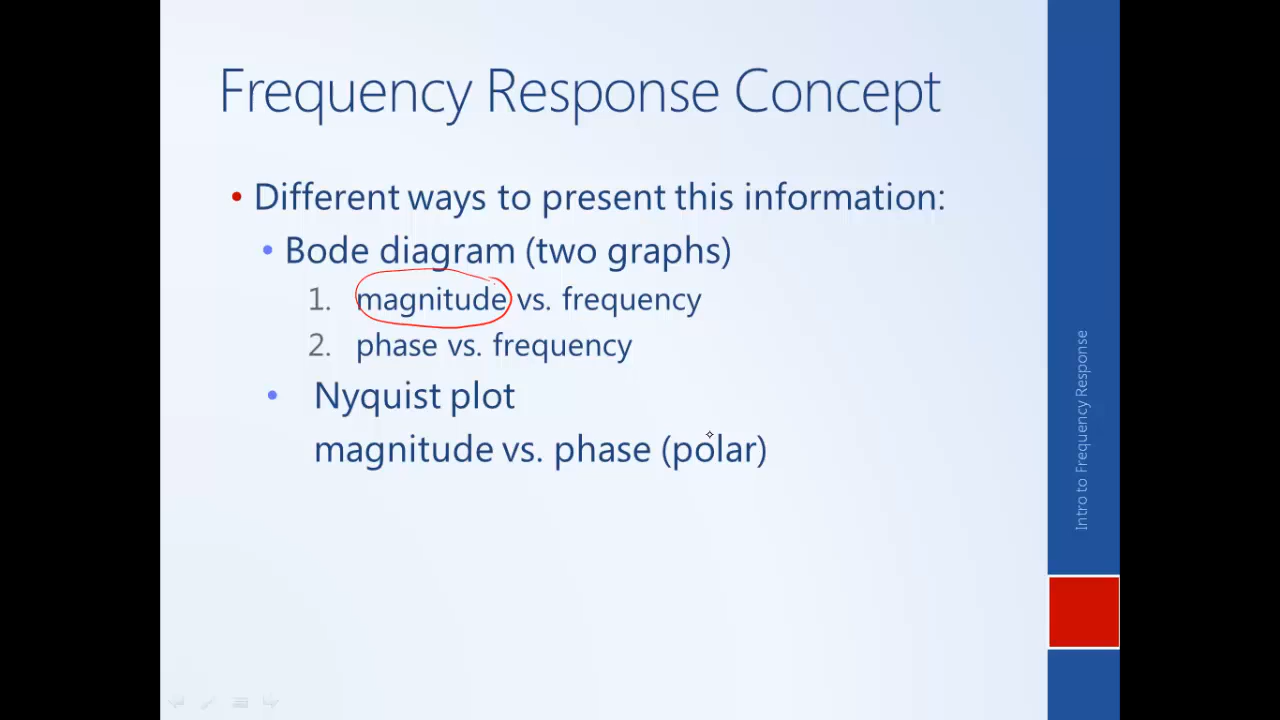 Frequency Response Concept
• Different ways to present this information:
• Bode diagram (two graphs)
1. magnitude vs. frequency
2. phase vs. frequency
• Nyquist plot
magnitude vs. phase (polar)
Intro to Frequency Response